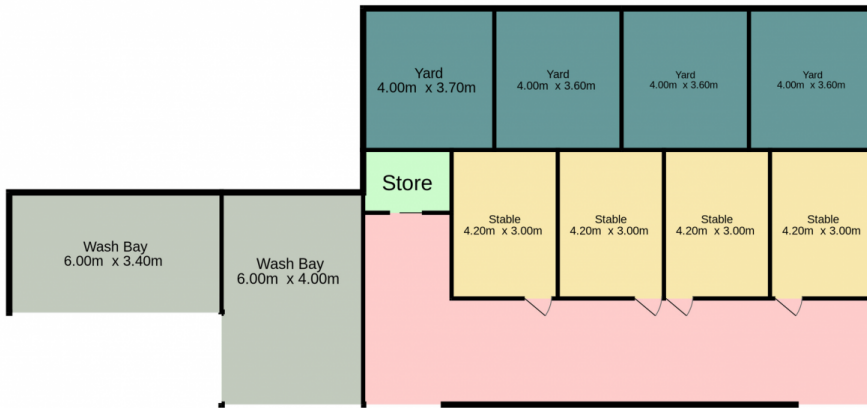 Yard
4.00m x 3.70m
Yard
4.00m x 3.60m
Yard
4.00m x 3.60m
Yard
4.00m x 3.60m
Store
Stable
4.20m x 3.00m
Stable
4.20m x 3.00m
Stable
4.20m x 3.00m
Stable
4.20m x 3.00m
Wash Bay
6.00m x 3.40m
Wash Bay
6.00m x 4.00m